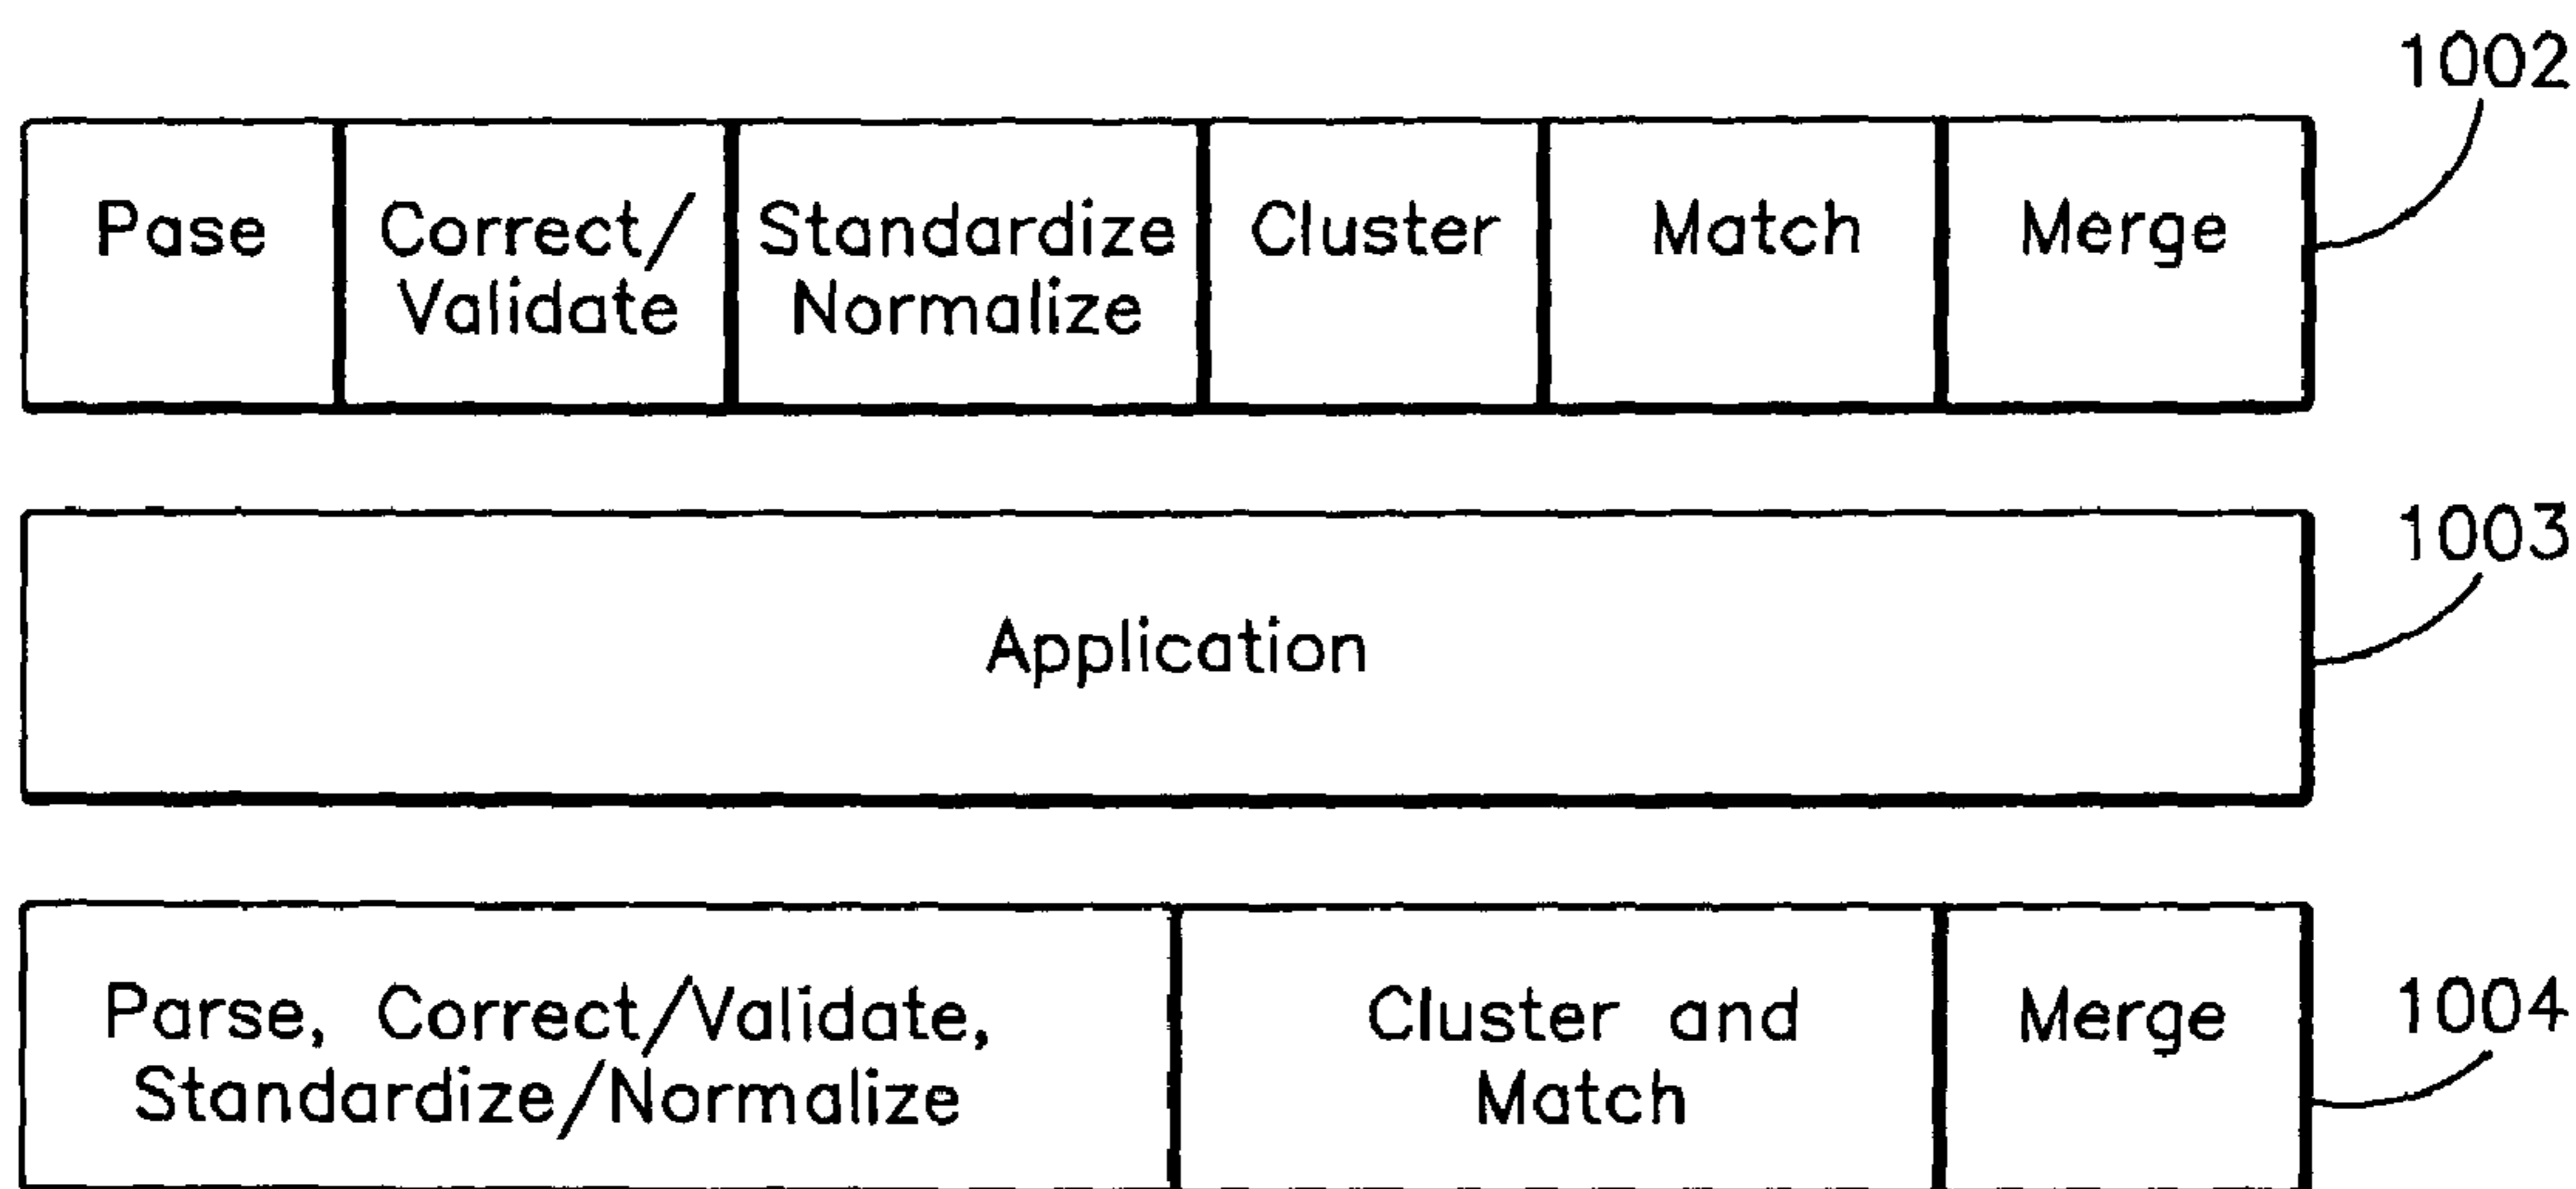 1002
Pase
Correct/
Validate
Standardize
Normalize
Cluster
Match
Merge
1003
Application
1004
Parse, Correct/Validate,
Standardize/Normalize
Cluster and
Match
Merge